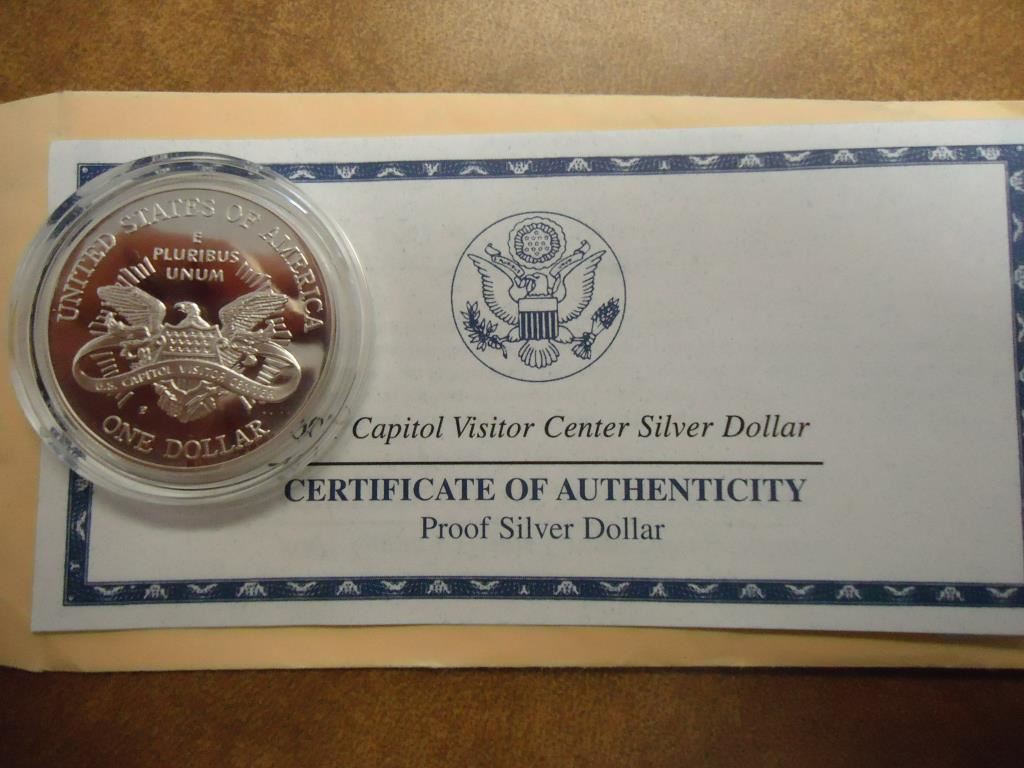 UNITED STATES OF AMERICA
E
PLURIBUS
UNUM
U.S. CAPITOL VISITOR CENTER
P
ONE DOLLAR
Capitol Visitor Center Silver Dollar
CERTIFICATE OF AUTHENTICITY
Proof Silver Dollar